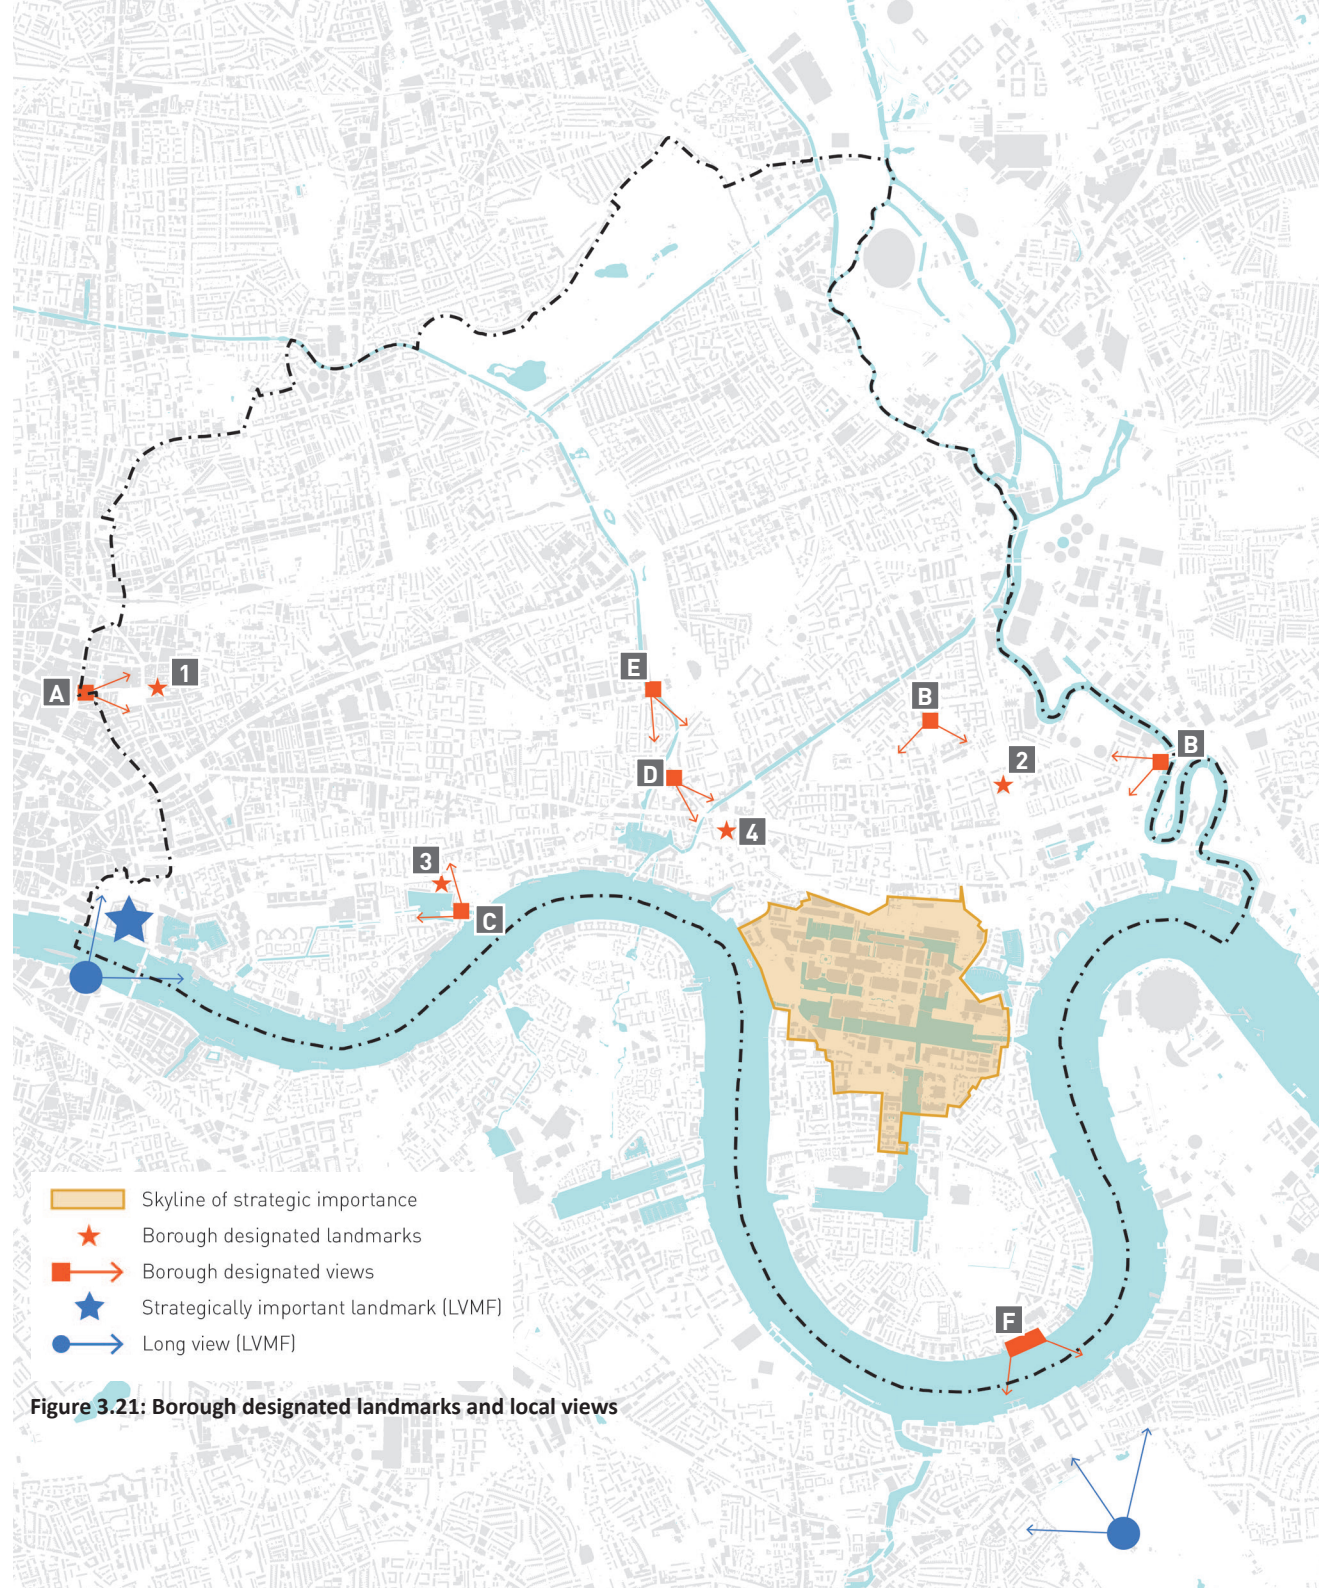 1
A
E
B
D
2
B
4
3
C
Skyline of strategic importance
Borough designated landmarks
Borough designated views
Strategically important landmark (LVMF)
Long view (LVMF)
F
Figure 3.21: Borough designated landmarks and local views